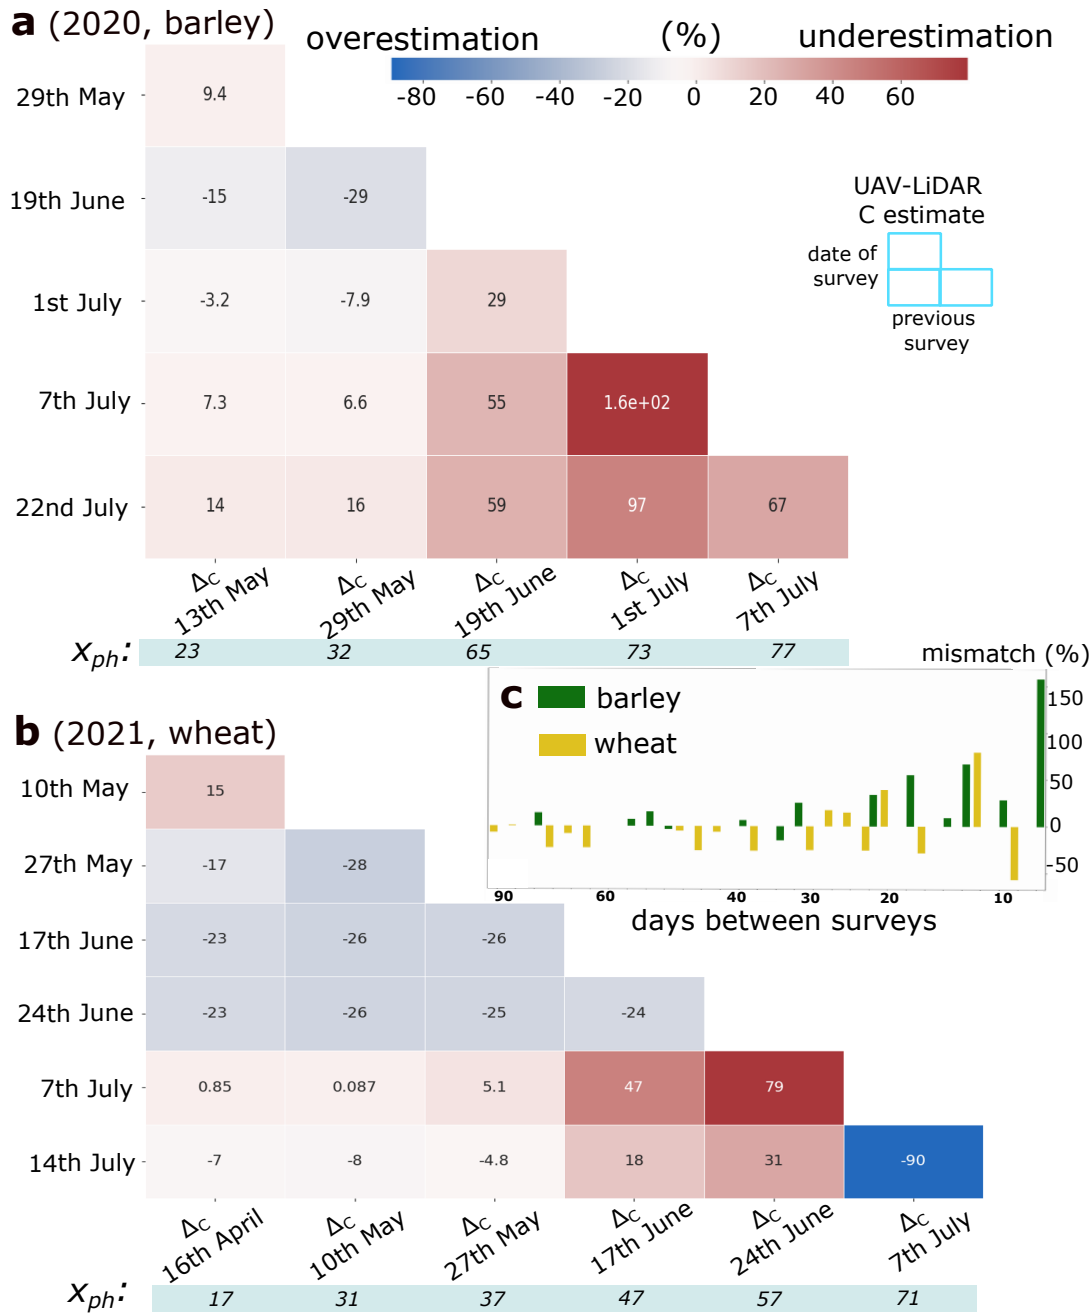 a (2020, barley)
overestimation (%) underestimation
-80 -60 -40 -20 0 20 40 60
29th May 9.4
19th June -15 -29
1st July -3.2 -7.9 29
7th July 7.3 6.6 55 1.6e+02
22nd July 14 16 59 97 67
UAV-LiDAR
C estimate
date of
survey
previous
survey
Δc Δc Δc Δc Δc
13th May 29th May 19th June 1st July 7th July
xph: 23 32 65 73 77
mismatch (%)
c barley
wheat
150
100
50
0
-50
90 60 40 30 20 10
days between surveys
b (2021, wheat)
10th May 15
27th May -17 -28
17th June -23 -26 -26
24th June -23 -26 -25 -24
7th July 0.85 0.087 5.1 47 79
14th July -7 -8 -4.8 18 31 -90
Δc Δc Δc Δc Δc Δc
16th April 10th May 27th May 17th June 24th June 7th July
xph: 17 31 37 47 57 71